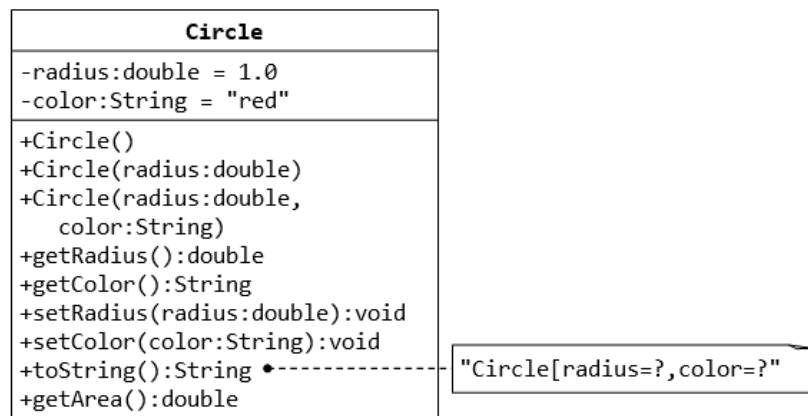 Circle
-radius:double = 1.0
-color:String = "red"
+Circle()
+Circle(radius:double)
+Circle(radius:double,
color:String)
+getRadius():double
+getColor():String
+setRadius(radius:double):void
+setColor(color:String):void
+toString():String
"Circle[radius=?,color=?"
+getArea():double